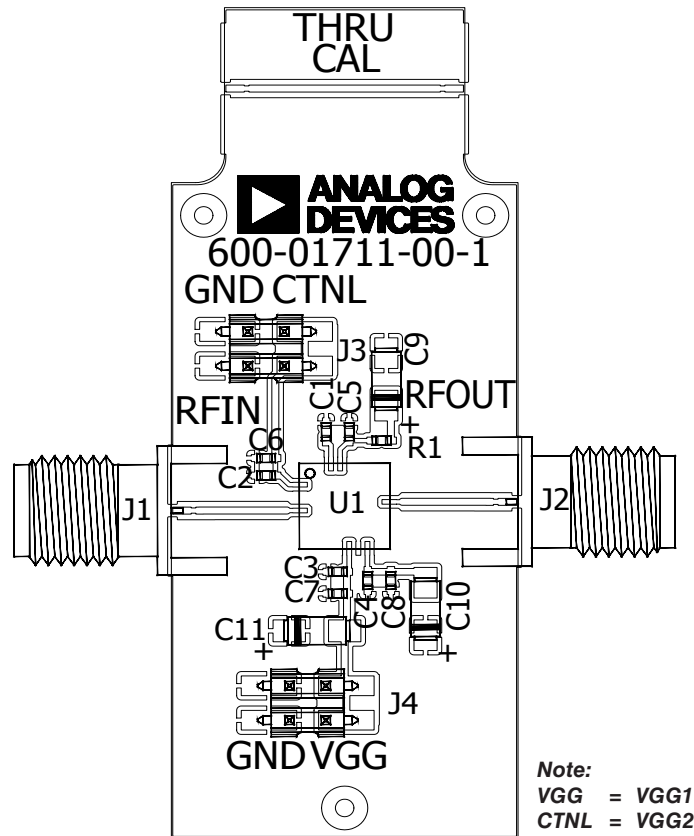 THRU
CAL
ANALOG
DEVICES
600-01711-00-1
GND CTNL
J3
C9
RFIN
C1
C5
RFOUT
+
R1
C6
C2
J1
U1
J2
C3
C7
C4
C8
C10
C11
+
+
J4
GND VGG
Note:
VGG = VGG1
CTNL = VGG2